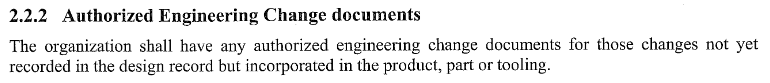 2.2.2 Authorized Engineering Change documents
The organization shall have any authorized engineering change documents for those changes not yet
recorded in the design record but incorporated in the product, part or tooling.